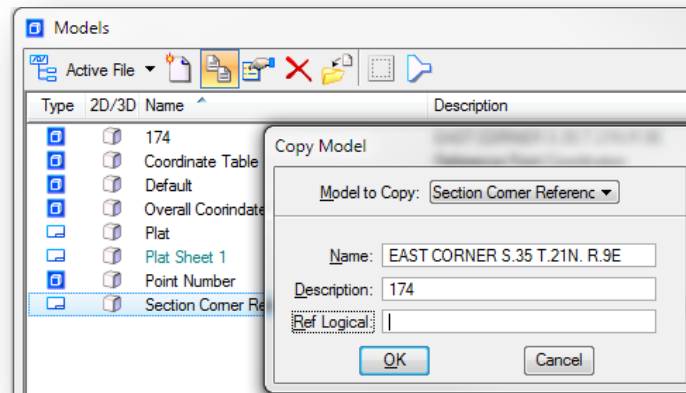 Models
Active File
Type 2D/3D Name Description
174
Coordinate Table
Default
Overall Coorindate
Plat
Plat Sheet 1
Point Number
Section Corner Re
Copy Model
Model to Copy: Section Corner Referenc
Name: EAST CORNER S.35 T.21N. R.9E
Description: 174
Ref Logical:
OK Cancel